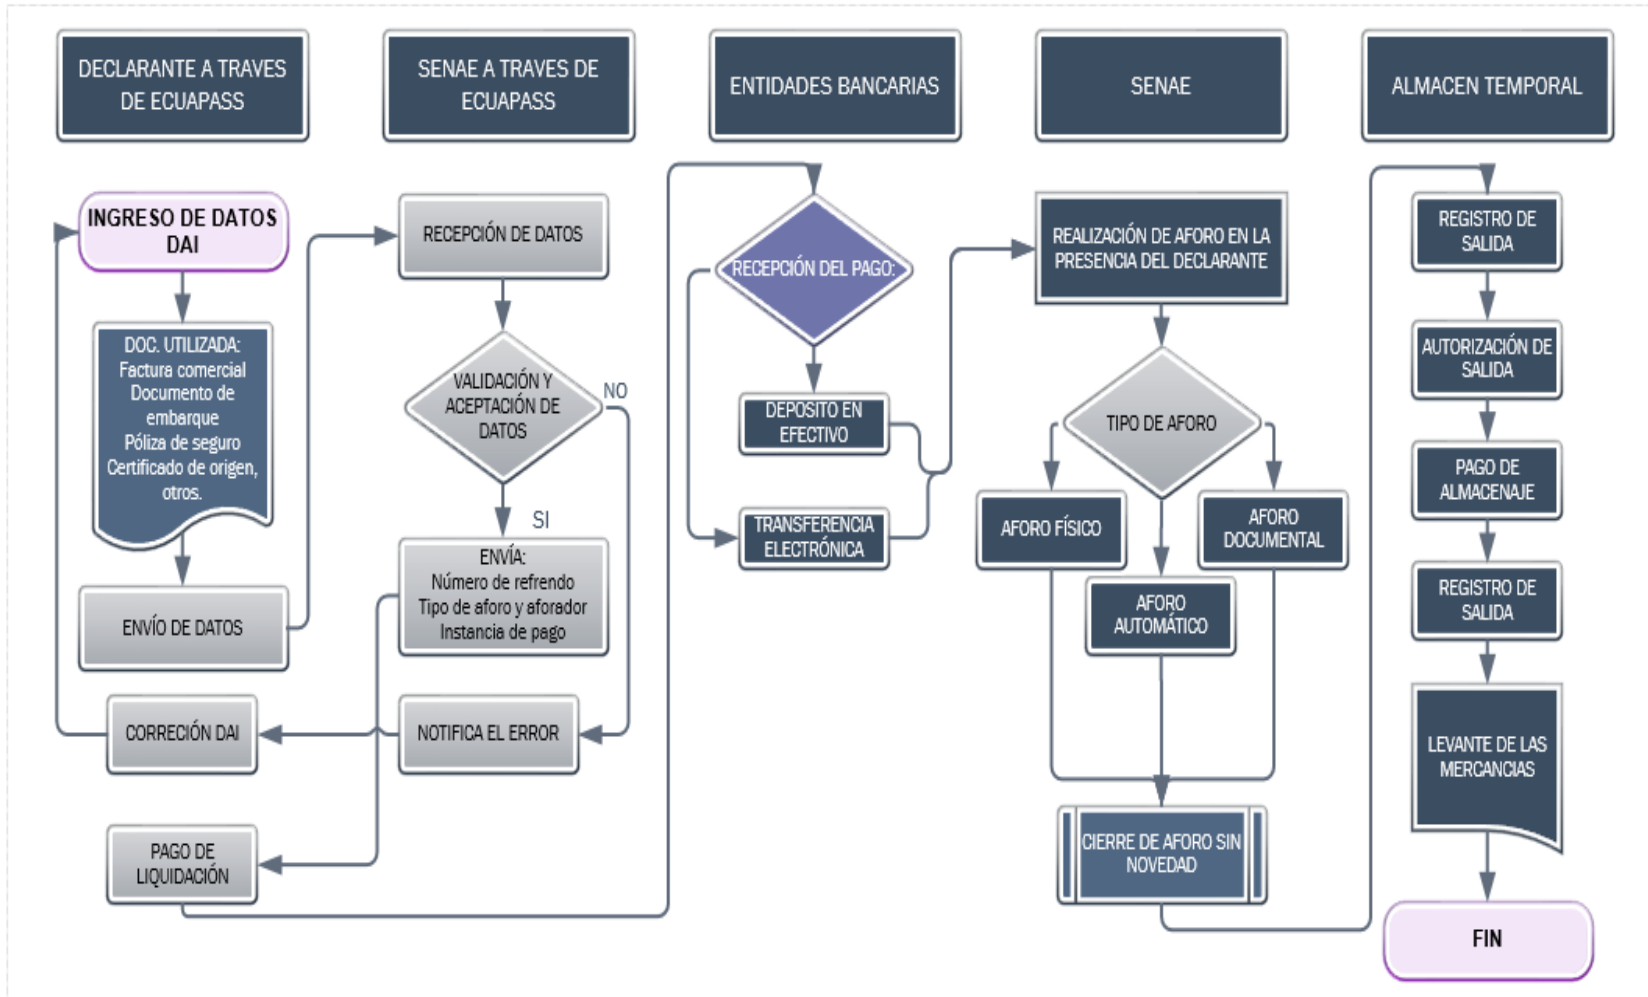 DECLARANTE A TRAVES
DE ECUAPASS
SENAE A TRAVES DE
ECUAPASS
ENTIDADES BANCARIAS
SENAE
ALMACEN TEMPORAL
INGRESO DE DATOS
DAI
DOC. UTILIZADA:
Factura comercial
Documento de
embarque
Póliza de seguro
Certificado de origen,
otros.
ENVÍO DE DATOS
CORRECIÓN DAI
PAGO DE
LIQUIDACIÓN
RECEPCIÓN DE DATOS
VALIDACIÓN Y
ACEPTACIÓN DE
DATOS
NO
SI
ENVÍA:
Número de refrendo
Tipo de aforo y aforador
Instancia de pago
NOTIFICA EL ERROR
RECEPCIÓN DEL PAGO:
DEPOSITO EN
EFECTIVO
TRANSFERENCIA
ELECTRÓNICA
REALIZACIÓN DE AFORO EN LA
PRESENCIA DEL DECLARANTE
TIPO DE AFORO
AFORO FÍSICO
AFORO
AUTOMÁTICO
AFORO
DOCUMENTAL
CIERRE DE AFORO SIN
NOVEDAD
REGISTRO DE
SALIDA
AUTORIZACIÓN DE
SALIDA
PAGO DE
ALMACENAJE
REGISTRO DE
SALIDA
LEVANTE DE LAS
MERCANCIAS
FIN